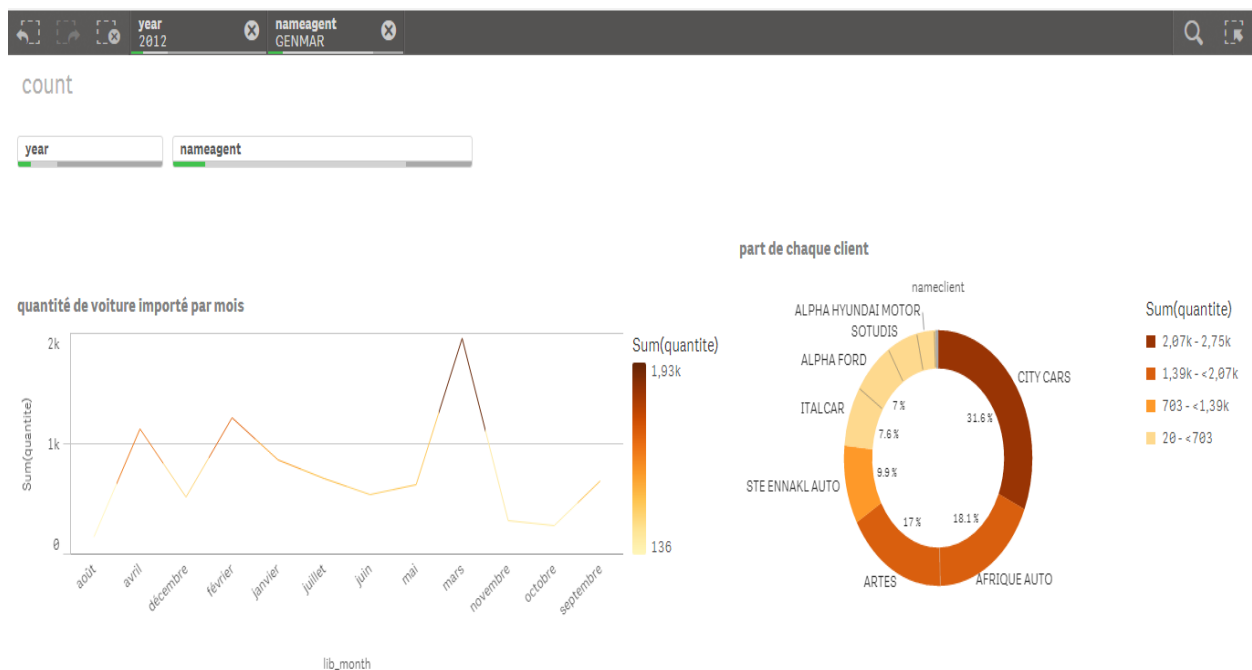 year
2012
nameagent
GENMAR
count
year
nameagent
part de chaque client
quantité de voiture importé par mois
Sum(quantite)
2k
1k
0
août
avril
décembre
février
janvier
juillet
juin
mai
mars
novembre
octobre
septembre
lib_month
Sum(quantite)
1,93k
136
nameclient
ALPHA HYUNDAI MOTOR
SOTUDIS
ALPHA FORD
ITALCAR
STE ENNAKL AUTO
ARTES
AFRIQUE AUTO
CITY CARS
7 %
7.6 %
9.9 %
17 %
18.1 %
31.6 %
Sum(quantite)
2,07k - 2,75k
1,39k - <2,07k
703 - <1,39k
20 - <703